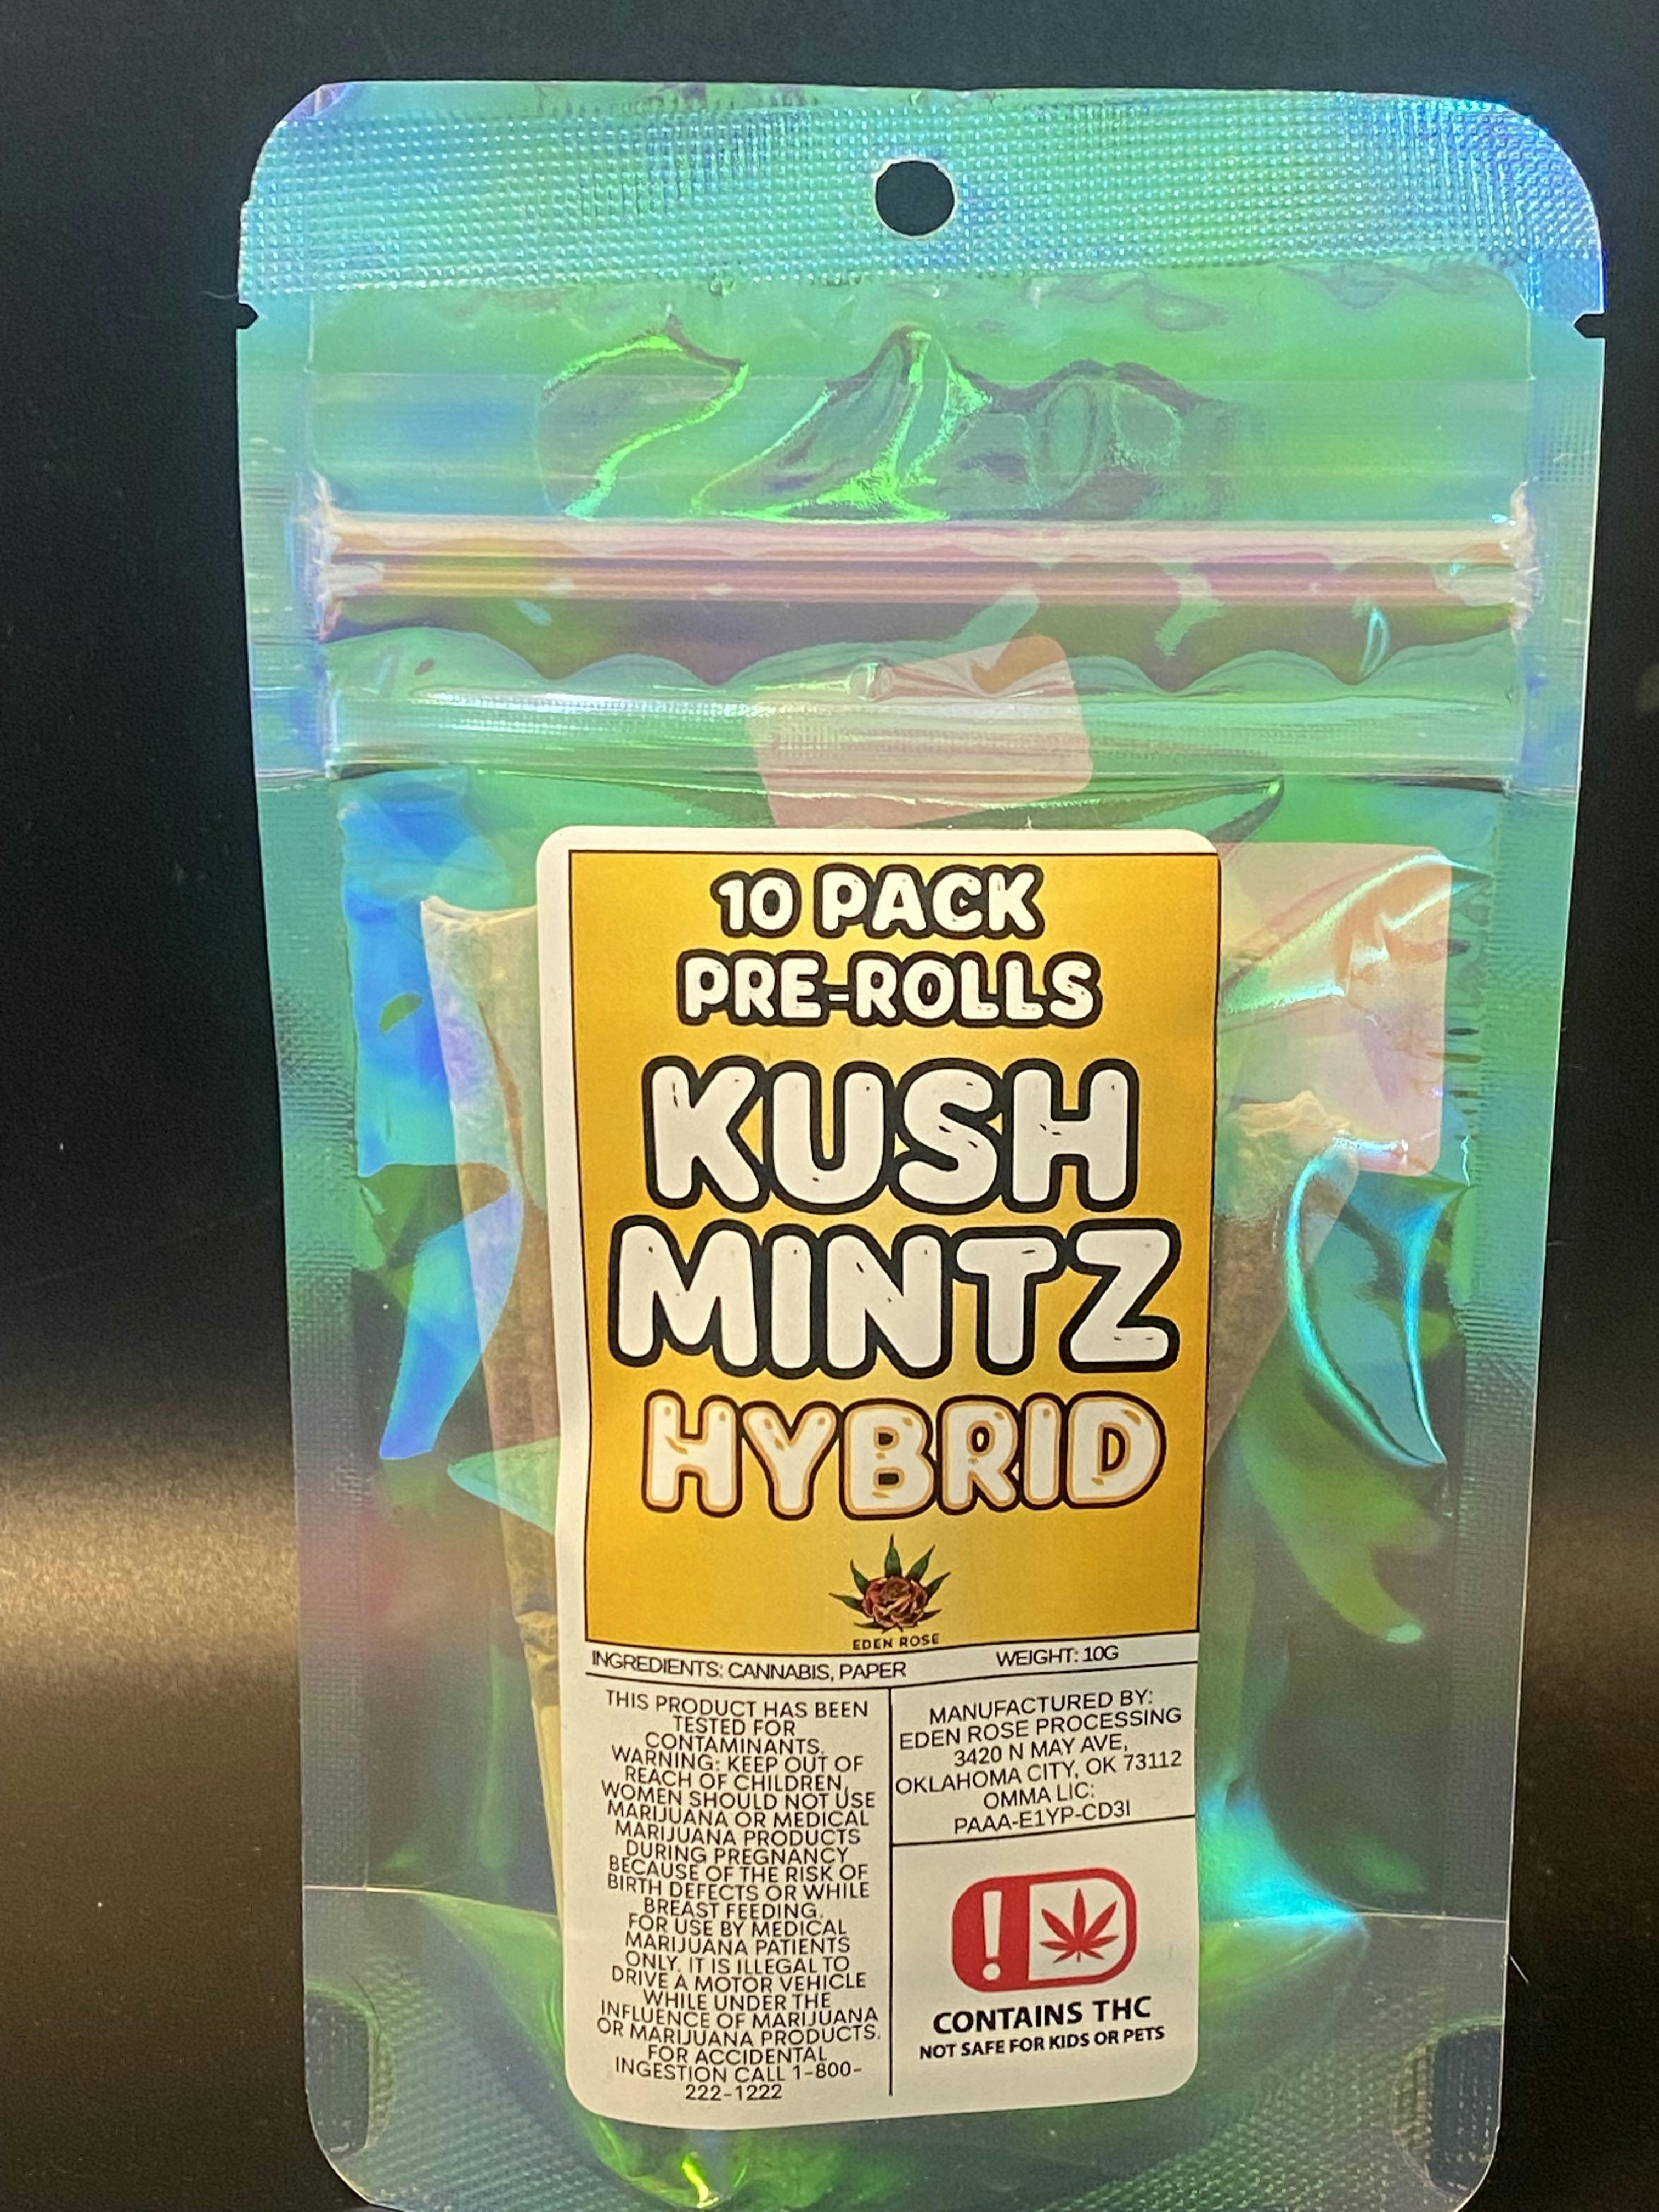 10 PACK
PRE-ROLLS
KUSH
MINTZ
HYBRID
EDEN ROSE
INGREDIENTS: CANNABIS, PAPER
WEIGHT: 10G
THIS PRODUCT HAS BEEN
TESTED FOR
CONTAMINANTS.
WARNING: KEEP OUT OF
REACH OF CHILDREN,
WOMEN SHOULD NOT USE
MARIJUANA OR MEDICAL
MARIJUANA PRODUCTS
DURING PREGNANCY
BECAUSE OF THE RISK OF
BIRTH DEFECTS OR WHILE
BREAST FEEDING.
FOR USE BY MEDICAL
MARIJUANA PATIENTS
ONLY. IT IS ILLEGAL TO
DRIVE A MOTOR VEHICLE
WHILE UNDER THE
INFLUENCE OF MARIJUANA
OR MARIJUANA PRODUCTS.
FOR ACCIDENTAL
INGESTION CALL 1-800-
222-1222
MANUFACTURED BY:
EDEN ROSE PROCESSING
3420 N MAY AVE,
OKLAHOMA CITY, OK 73112
OMMA LIC:
PAAA-E1YP-CD3I
!
CONTAINS THC
NOT SAFE FOR KIDS OR PETS